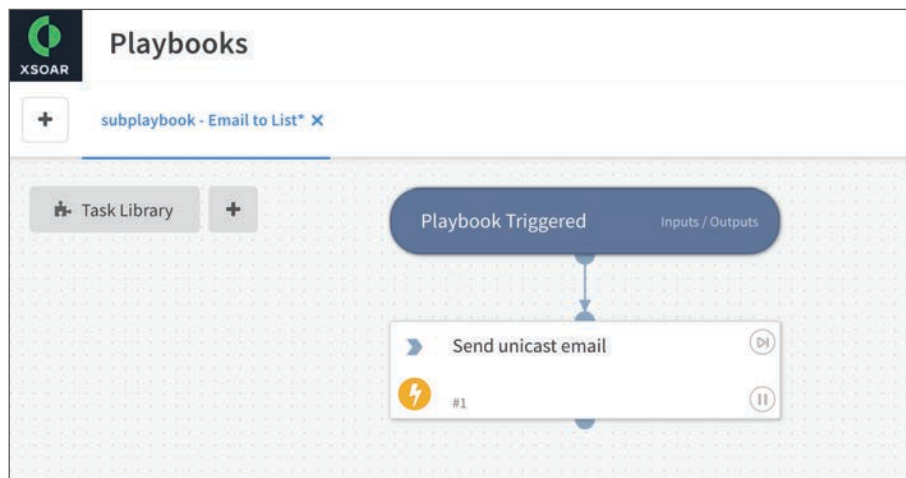 XSOAR
Playbooks
subplaybook - Email to List*
Task Library
Playbook Triggered Inputs / Outputs
Send unicast email
#1